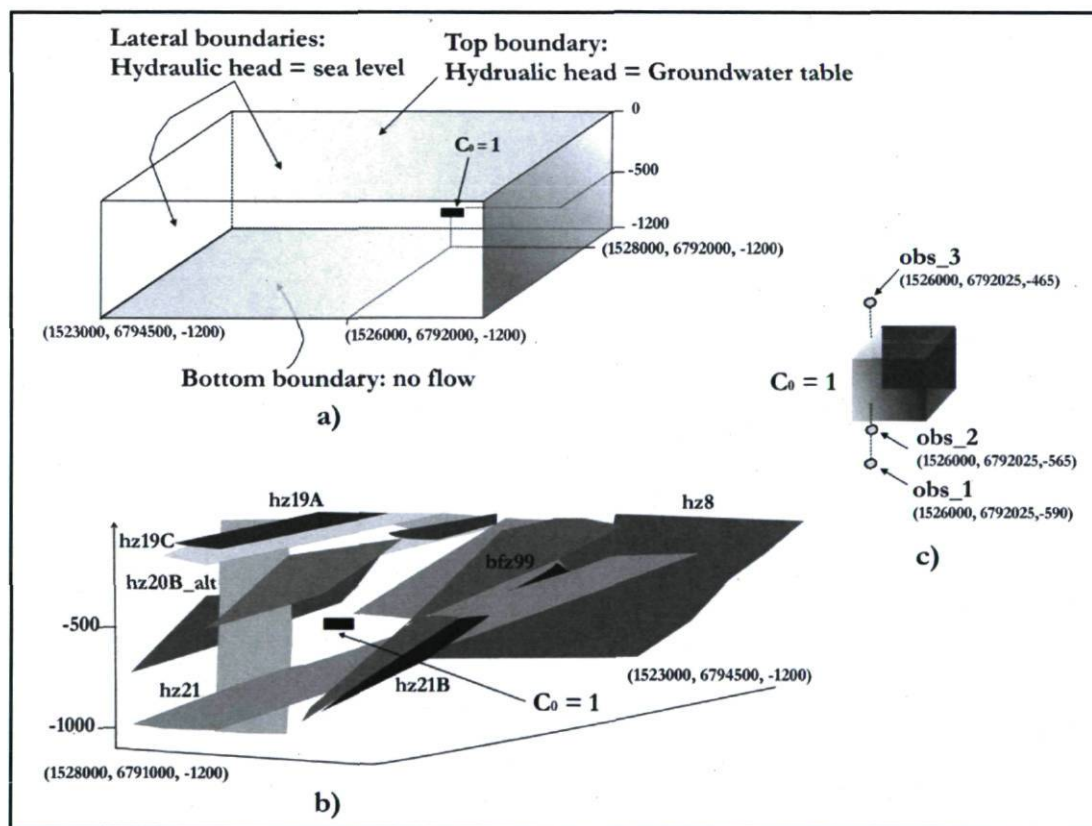 Lateral boundaries:
Hydraulic head = sea level
Top boundary:
Hydrualic head = Groundwater table
C₀ = 1
0
-500
-1200
(1528000, 6792000, -1200)
(1523000, 6794500, -1200)
(1526000, 6792000, -1200)
Bottom boundary: no flow
a)
obs_3
(1526000, 6792025,-465)
C₀ = 1
obs_2
(1526000, 6792025,-565)
obs_1
(1526000, 6792025,-590)
c)
hz19A
hz8
hz19C
bfz99
hz20B_alt
-500
hz21
hz21B
C₀ = 1
(1523000, 6794500, -1200)
-1000
(1528000, 6791000, -1200)
b)